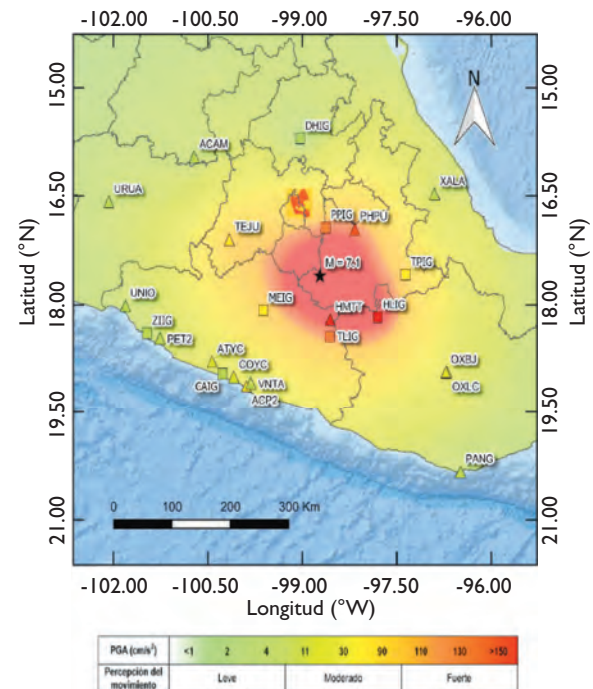 -102.00 -100.50 -99.00 -97.50 -96.00
15.00
16.50
18.00
19.50
21.00
Latitud (°N)
N
DHIG
ACAM
URUA
XALA
PPIG
PHPU
TEJU
M = 7.1
TPIG
MEIG
UNIO
HMTT
HLIG
ZIIG
PET2
TLIG
ATYC
COYC
OXBJ
CAIG
VNTA
OXLC
ACP2
PANG
0 100 200 300 Km
15.00
16.50
18.00
19.50
21.00
Latitud (°N)
-102.00 -100.50 -99.00 -97.50 -96.00
Longitud (°W)
PGA (cm/s²) <1 2 4 11 30 90 110 130 >150
Percepción del
movimiento
Leve Moderado Fuerte